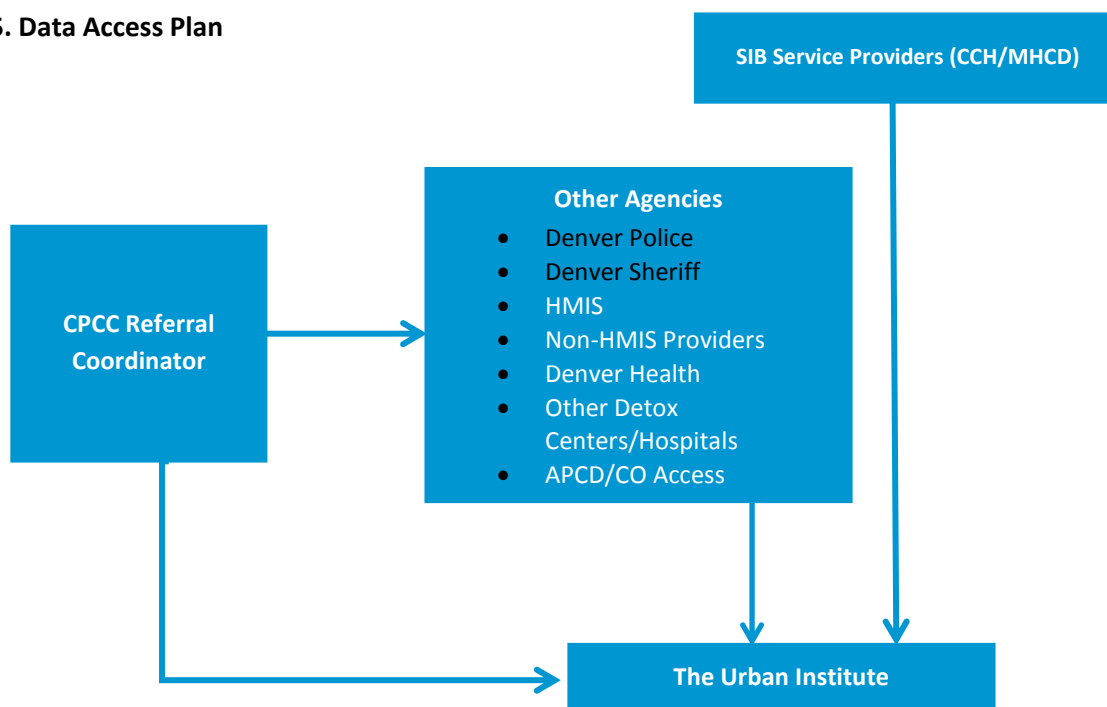 . Data Access Plan
SIB Service Providers (CCH/MHCD)
Other Agencies
• Denver Police
• Denver Sheriff
• HMIS
• Non-HMIS Providers
• Denver Health
• Other Detox
Centers/Hospitals
• APCD/CO Access
CPCC Referral
Coordinator
The Urban Institute